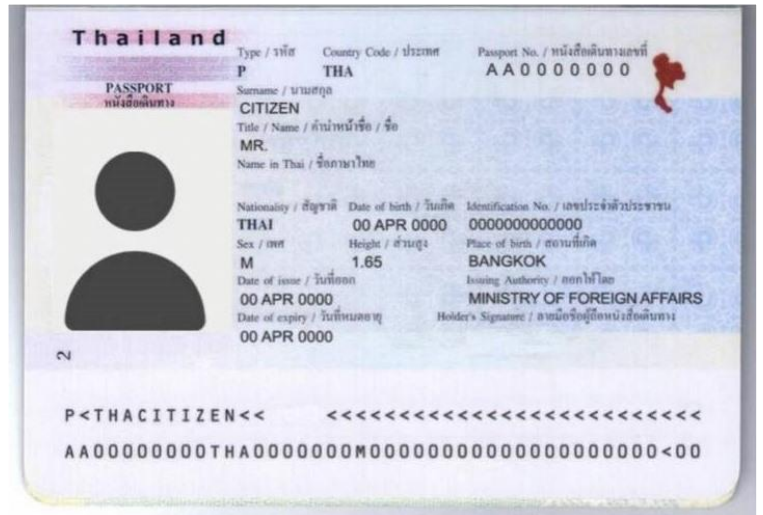 Thailand
Type / รหัส Country Code / ประเทศ Passport No. / หนังสือเดินทางเลขที่
P THA AA0000000
PASSPORT
หนังสือเดินทาง
Surname / นามสกุล
CITIZEN
Title / Name / คำนำหน้าชื่อ / ชื่อ
MR.
Name in Thai / ชื่อภาษาไทย
Nationality / สัญชาติ Date of birth / วันเกิด Identification No. / เลขประจำตัวประชาชน
THAI 00 APR 0000 0000000000000
Sex / เพศ Height / ส่วนสูง Place of birth / สถานที่เกิด
M 1.65 BANGKOK
Date of issue / วันที่ออก Issuing Authority / ออกให้โดย
00 APR 0000 MINISTRY OF FOREIGN AFFAIRS
Date of expiry / วันที่หมดอายุ Holder's Signature / ลายมือชื่อผู้ถือหนังสือเดินทาง
00 APR 0000
2
P<THACITIZEN<< <<<<<<<<<<<<<<<<<<<<<<<<<<
AA00000000THA0000000M0000000000000000000000<00